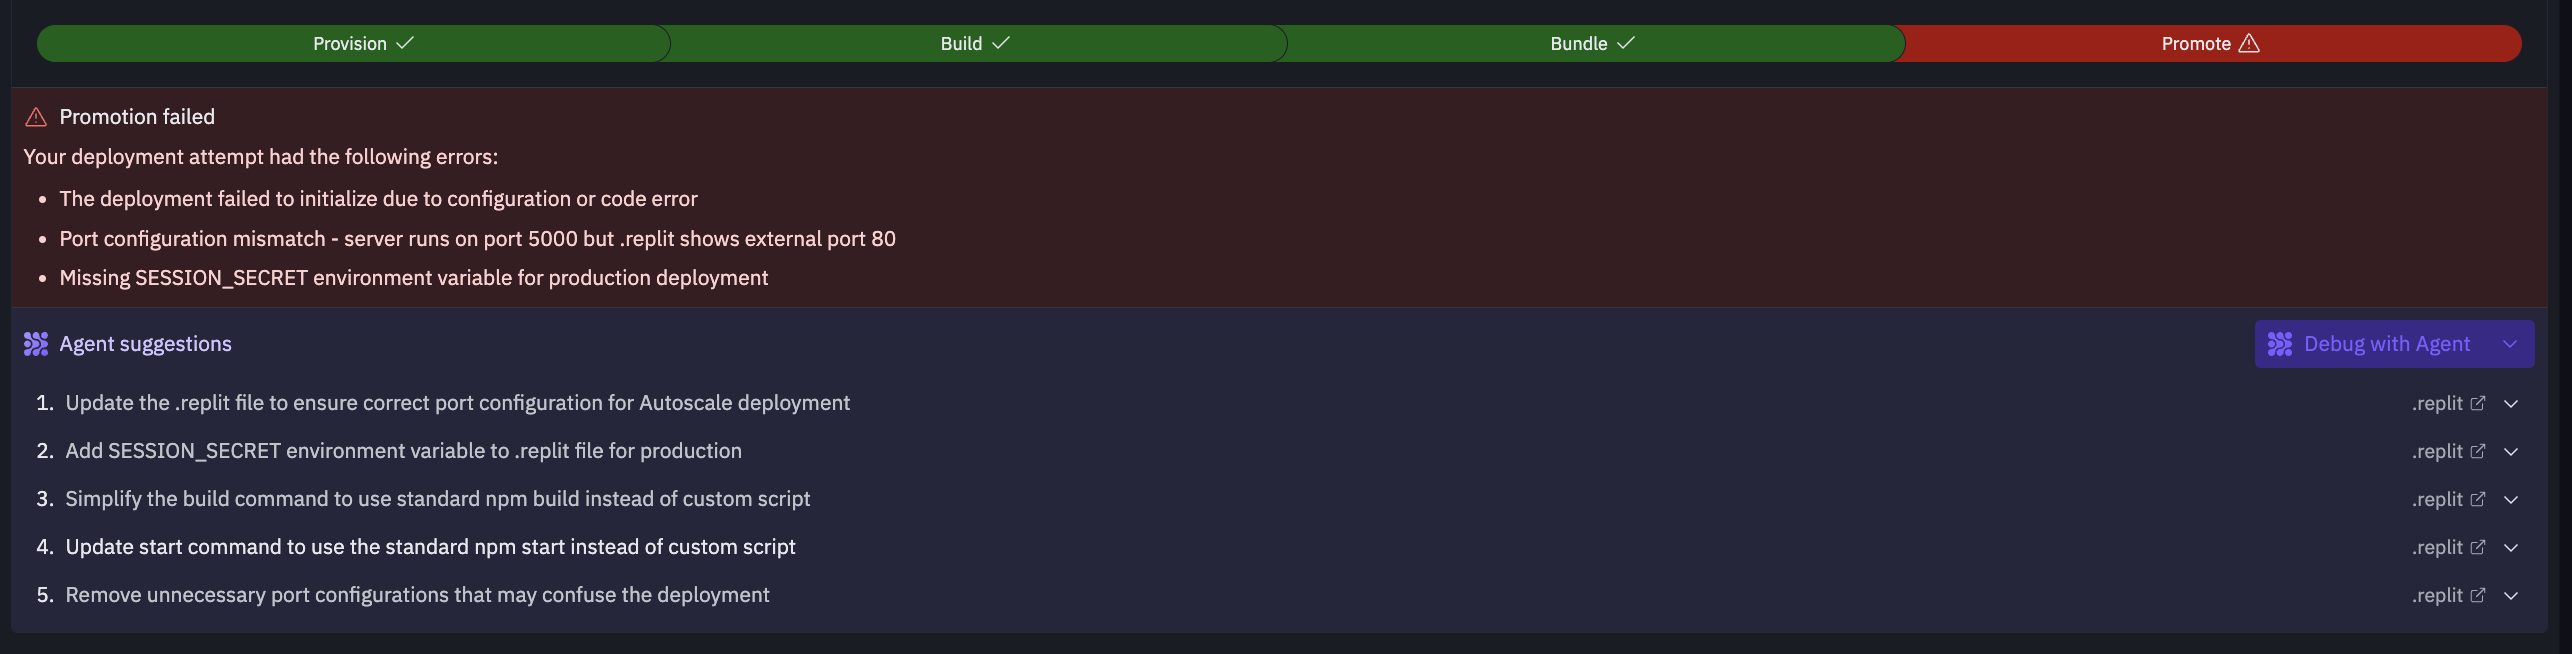 Provision
Build
Bundle
Promote
Promotion failed
Your deployment attempt had the following errors:
• The deployment failed to initialize due to configuration or code error
• Port configuration mismatch - server runs on port 5000 but .replit shows external port 80
• Missing SESSION_SECRET environment variable for production deployment
Agent suggestions
Debug with Agent
1. Update the .replit file to ensure correct port configuration for Autoscale deployment .replit
2. Add SESSION_SECRET environment variable to .replit file for production .replit
3. Simplify the build command to use standard npm build instead of custom script .replit
4. Update start command to use the standard npm start instead of custom script .replit
5. Remove unnecessary port configurations that may confuse the deployment .replit